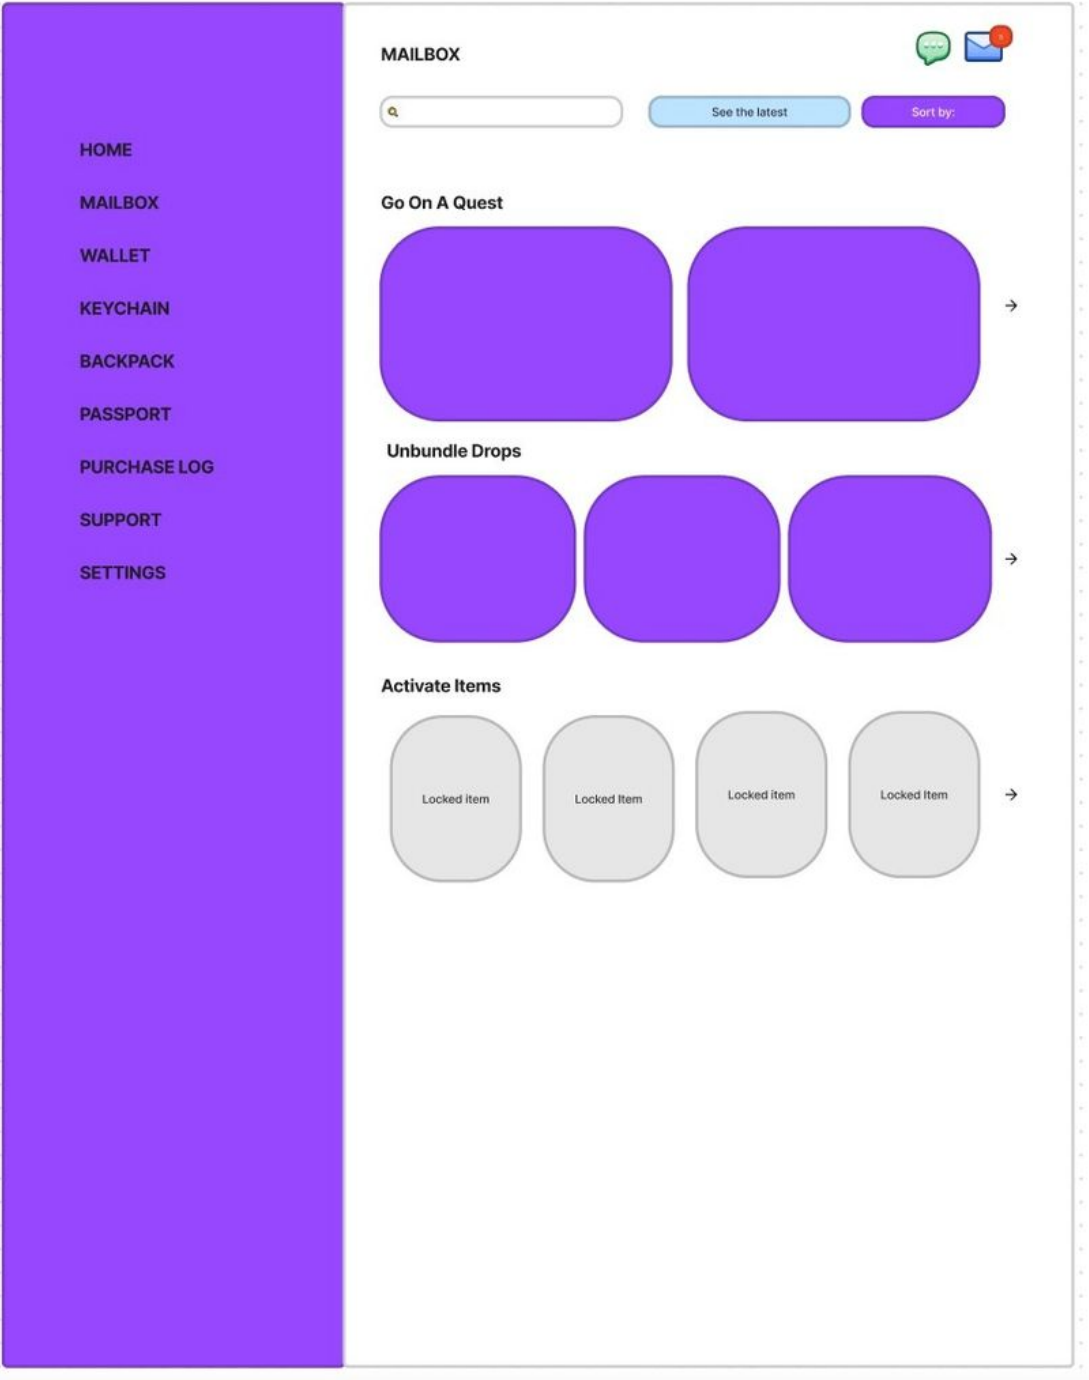 HOME
MAILBOX
WALLET
KEYCHAIN
BACKPACK
PASSPORT
PURCHASE LOG
SUPPORT
SETTINGS
MAILBOX
See the latest
Sort by:
Go On A Quest
Unbundle Drops
Activate Items
Locked item
Locked Item
Locked item
Locked Item